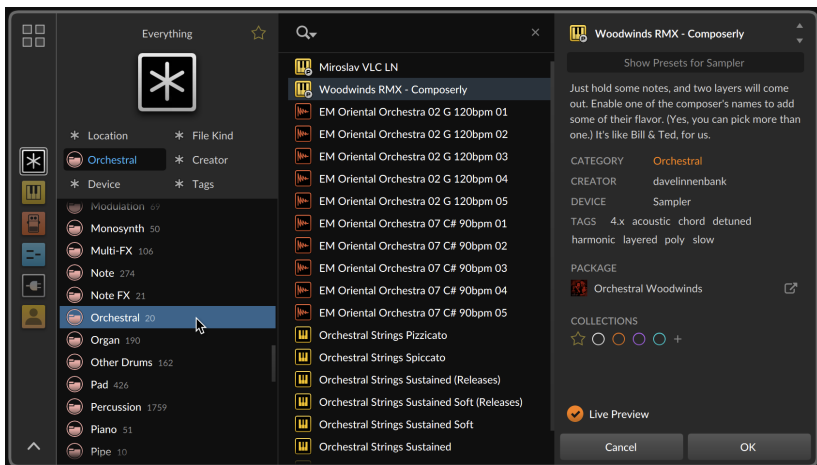 Everything
Location
File Kind
Orchestral
Creator
Device
Tags
Modulation 69
Monosynth 50
Multi-FX 106
Note 274
Note FX 21
Orchestral 20
Organ 190
Other Drums 162
Pad 426
Percussion 1759
Piano 51
Pipe 10
Miroslav VLC LN
Woodwinds RMX - Composerly
EM Oriental Orchestra 02 G 120bpm 01
EM Oriental Orchestra 02 G 120bpm 02
EM Oriental Orchestra 02 G 120bpm 03
EM Oriental Orchestra 02 G 120bpm 04
EM Oriental Orchestra 02 G 120bpm 05
EM Oriental Orchestra 07 C# 90bpm 01
EM Oriental Orchestra 07 C# 90bpm 02
EM Oriental Orchestra 07 C# 90bpm 03
EM Oriental Orchestra 07 C# 90bpm 04
EM Oriental Orchestra 07 C# 90bpm 05
Orchestral Strings Pizzicato
Orchestral Strings Spiccato
Orchestral Strings Sustained (Releases)
Orchestral Strings Sustained Soft (Releases)
Orchestral Strings Sustained Soft
Orchestral Strings Sustained
Woodwinds RMX - Composerly
Show Presets for Sampler
Just hold some notes, and two layers will come
out. Enable one of the composer's names to add
some of their flavor. (Yes, you can pick more than
one.) It's like Bill & Ted, for us.
CATEGORY Orchestral
CREATOR davelinnenbank
DEVICE Sampler
TAGS 4.x acoustic chord detuned
harmonic layered poly slow
PACKAGE
Orchestral Woodwinds
COLLECTIONS
Live Preview
Cancel
OK